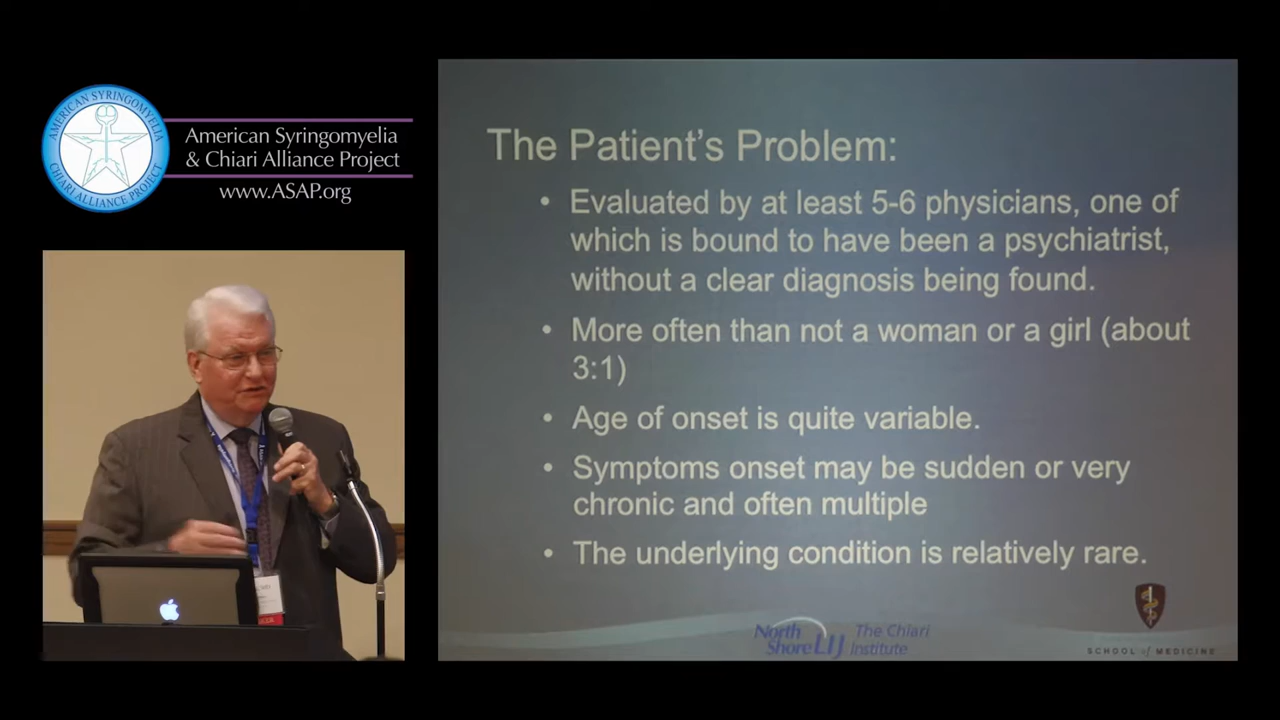 AMERICAN SYRINGOMYELIA
CHIARI ALLIANCE PROJECT
American Syringomyelia
& Chiari Alliance Project
www.ASAP.org
The Patient's Problem:
• Evaluated by at least 5-6 physicians, one of
which is bound to have been a psychiatrist,
without a clear diagnosis being found.
• More often than not a woman or a girl (about
3:1)
• Age of onset is quite variable.
• Symptoms onset may be sudden or very
chronic and often multiple
• The underlying condition is relatively rare.
North
Shore LIJ
The Chiari
Institute
SCHOOL of MEDICINE